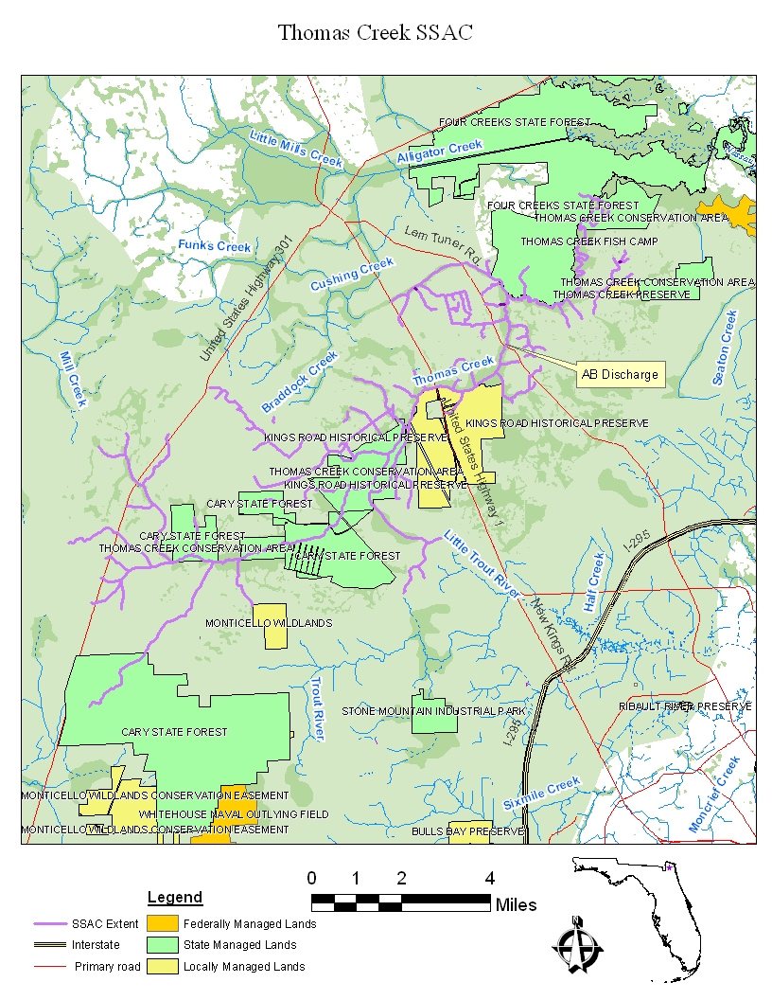 Thomas Creek SSAC
FOUR CREEKS STATE FOREST
Little Mills Creek
Alligator Creek
FOUR CREEKS STATE FOREST
THOMAS CREEK CONSERVATION AREA
Lem Turner Rd
THOMAS CREEK FISH CAMP
Funks Creek
United States Highway 301
Cushing Creek
THOMAS CREEK CONSERVATION AREA
THOMAS CREEK PRESERVE
Seaton Creek
Mill Creek
Braddock Creek
Thomas Creek
AB Discharge
KINGS ROAD HISTORICAL PRESERVE
United States Highway 1
KINGS ROAD HISTORICAL PRESERVE
THOMAS CREEK CONSERVATION AREA
KINGS ROAD HISTORICAL PRESERVE
CARY STATE FOREST
CARY STATE FOREST
THOMAS CREEK CONSERVATION AREA
CARY STATE FOREST
Little Trout River
I-295
Half Creek
MONTICELLO WILDLANDS
New Kings Rd
Trout River
STONE MOUNTAIN INDUSTRIAL PARK
RIBAULT RIVER PRESERVE
CARY STATE FOREST
I-295
Sixmile Creek
Moncrief Creek
MONTICELLO WILDLANDS CONSERVATION EASEMENT
WHITEHOUSE NAVAL OUTLYING FIELD
MONTICELLO WILDLANDS CONSERVATION EASEMENT
BULLS BAY PRESERVE
0 1 2 4
Miles
Legend
SSAC Extent
Federally Managed Lands
Interstate
State Managed Lands
Primary road
Locally Managed Lands
N